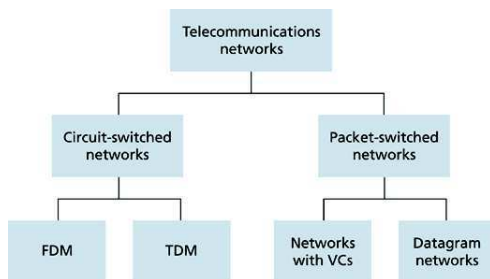 Telecommunications
networks
Circuit-switched
networks
Packet-switched
networks
FDM
TDM
Networks
with VCs
Datagram
networks